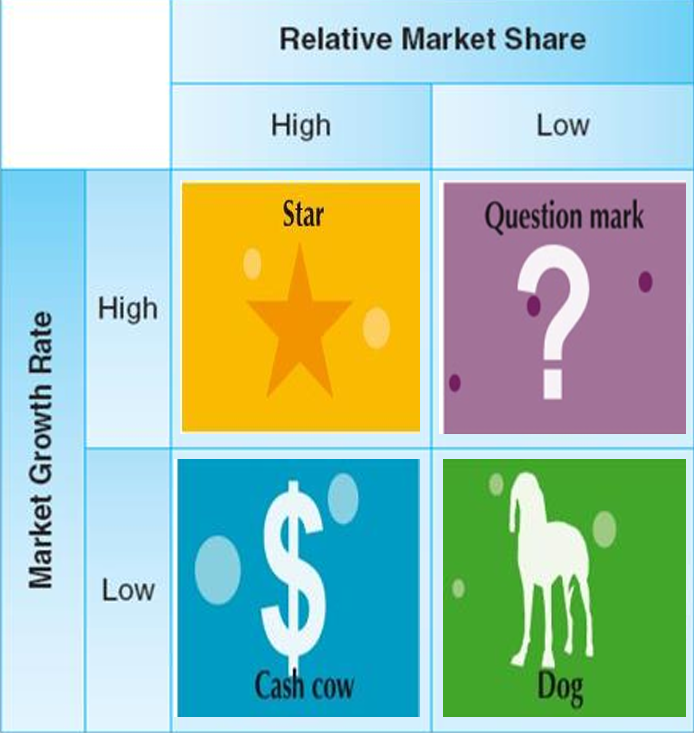 Relative Market Share
High
Low
Market Growth Rate
High
Star
Question mark
?
Low
$
Cash cow
Dog